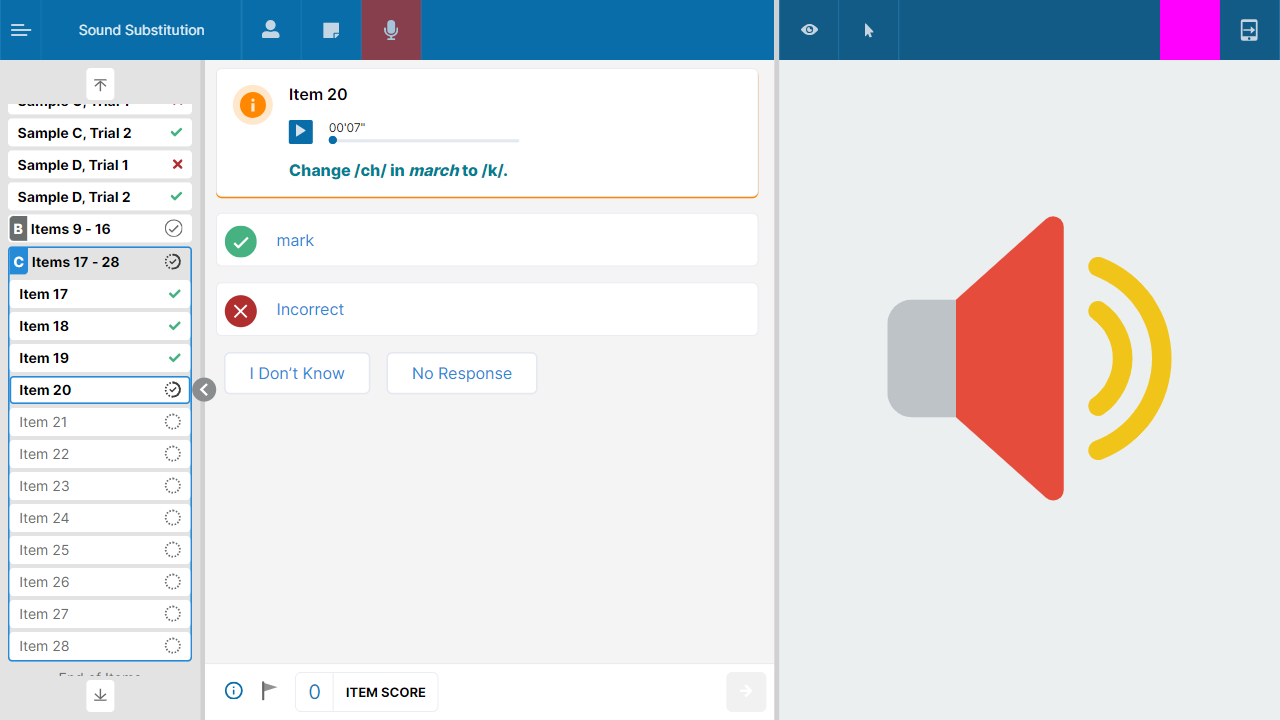 Sound Substitution
Sample C, Trial 2
Sample D, Trial 1
Sample D, Trial 2
B Items 9 - 16
C Items 17 - 28
Item 17
Item 18
Item 19
Item 20
Item 21
Item 22
Item 23
Item 24
Item 25
Item 26
Item 27
Item 28
End of Items
Item 20
00'07"
Change /ch/ in march to /k/.
mark
Incorrect
I Don't Know No Response
0 ITEM SCORE